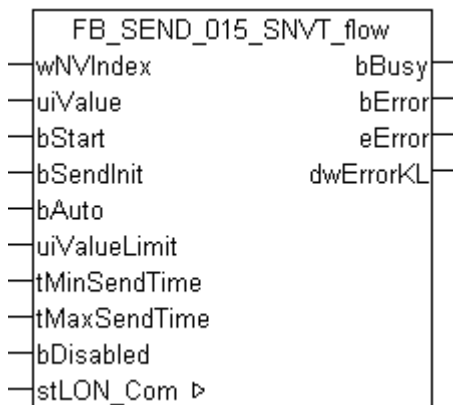 FB_SEND_015_SNVT_flow
wNVIndex bBusy
uiValue bError
bStart eError
bSendInit dwErrorKL
bAuto
uiValueLimit
tMinSendTime
tMaxSendTime
bDisabled
stLON_Com ▷